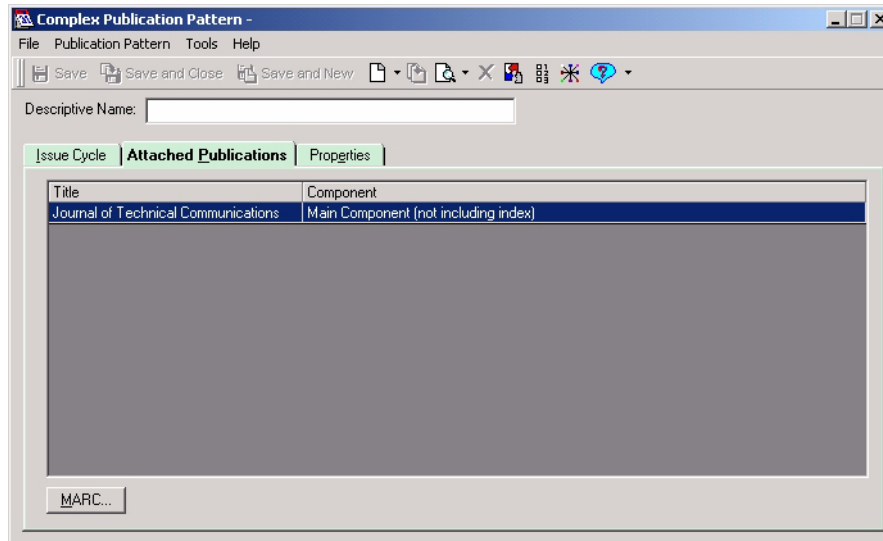 Complex Publication Pattern -
File Publication Pattern Tools Help
Save Save and Close Save and New
Descriptive Name:
Issue Cycle Attached Publications Properties
Title Component
Journal of Technical Communications Main Component (not including index)
MARC...